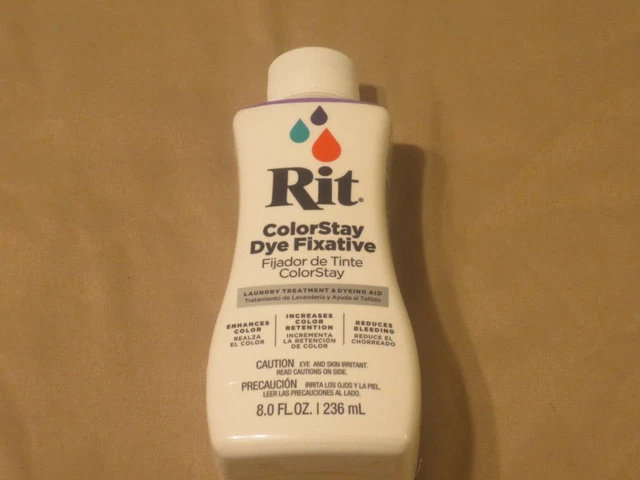 Rit®
ColorStay
Dye Fixative
Fijador de Tinte
ColorStay
LAUNDRY TREATMENT & DYEING AID
Tratamiento de Lavandería y Ayuda al Teñido
ENHANCES
COLOR
REALZA
EL COLOR
INCREASES
COLOR
RETENTION
INCREMENTA
LA RETENCIÓN
DE COLOR
REDUCES
BLEEDING
REDUCE EL
CHORREADO
CAUTION EYE AND SKIN IRRITANT.
READ CAUTIONS ON SIDE.
PRECAUCIÓN IRRITA LOS OJOS Y LA PIEL.
LEER LAS PRECAUCIONES AL LADO.
8.0 FL.OZ. | 236 mL